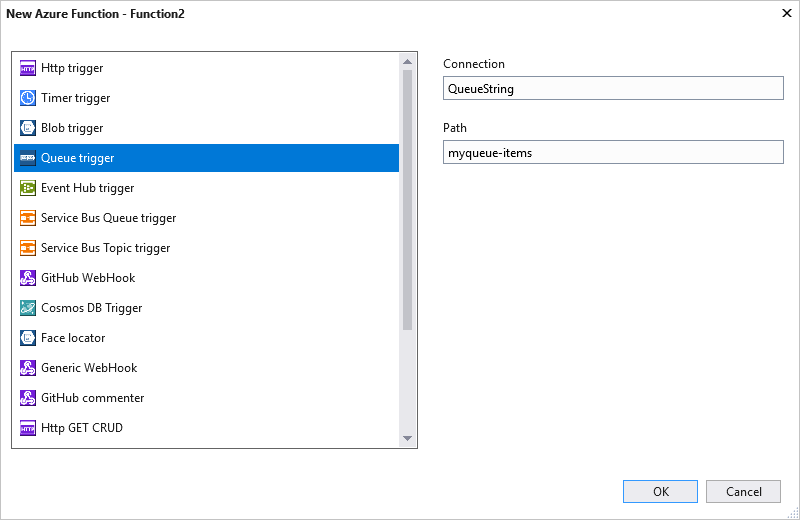 New Azure Function - Function2
Http trigger
Timer trigger
Blob trigger
Queue trigger
Event Hub trigger
Service Bus Queue trigger
Service Bus Topic trigger
GitHub WebHook
Cosmos DB Trigger
Face locator
Generic WebHook
GitHub commenter
Http GET CRUD
Connection
QueueString
Path
myqueue-items
OK
Cancel